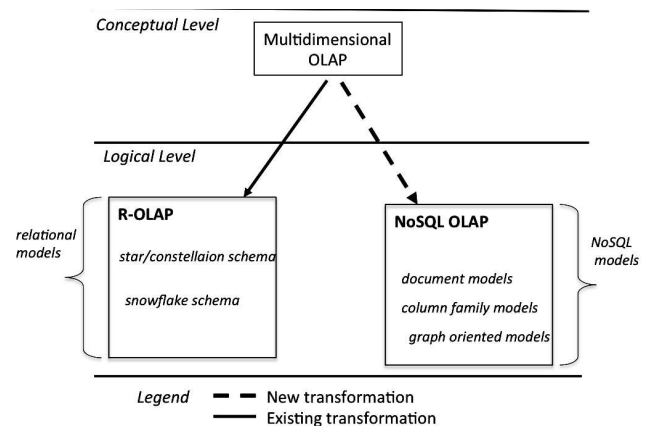 Conceptual Level
Multidimensional
OLAP
Logical Level
relational
models
R-OLAP
star/constellaion schema
snowflake schema
NoSQL OLAP
document models
column family models
graph oriented models
NoSQL
models
Legend
New transformation
Existing transformation